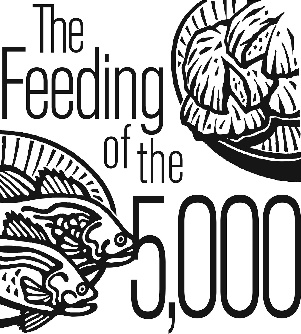 The
Feeding
of the
5,000